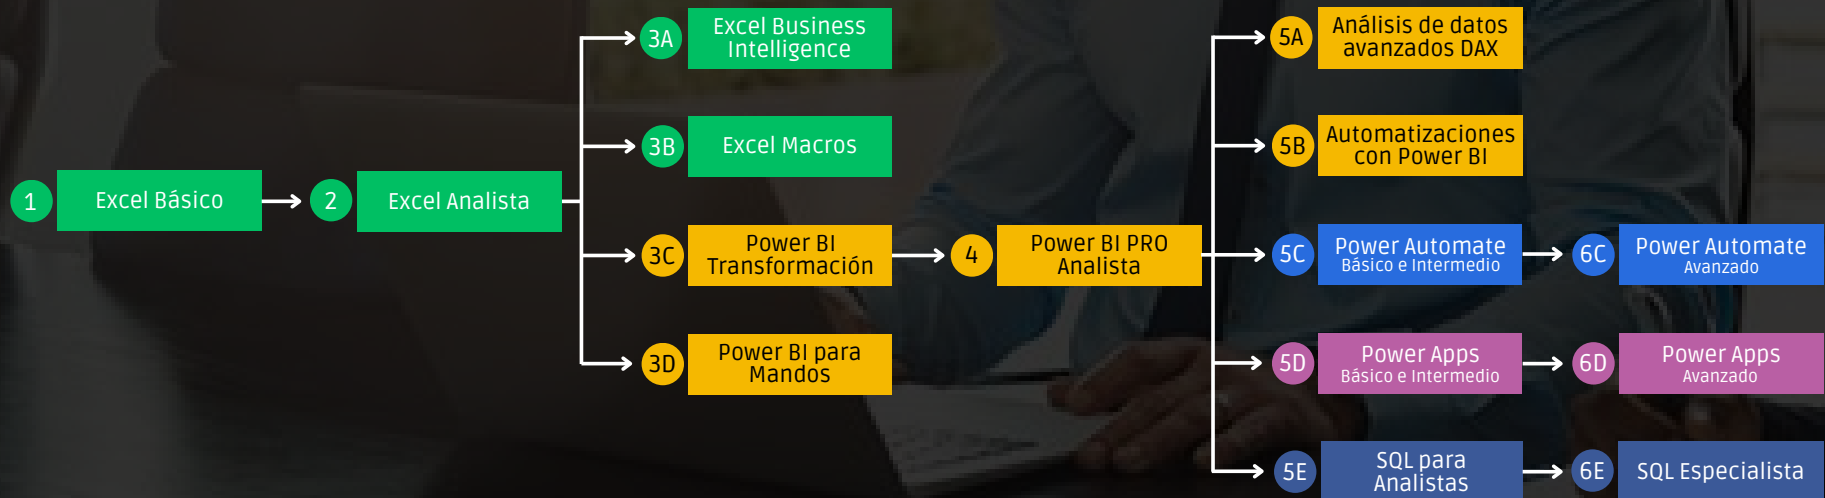 1
Excel Básico
2
Excel Analista
3A
Excel Business
Intelligence
3B
Excel Macros
3C
Power BI
Transformación
3D
Power BI para
Mandos
4
Power BI PRO
Analista
5A
Análisis de datos
avanzados DAX
5B
Automatizaciones
con Power BI
5C
Power Automate
Básico e Intermedio
6C
Power Automate
Avanzado
5D
Power Apps
Básico e Intermedio
6D
Power Apps
Avanzado
5E
SQL para
Analistas
6E
SQL Especialista